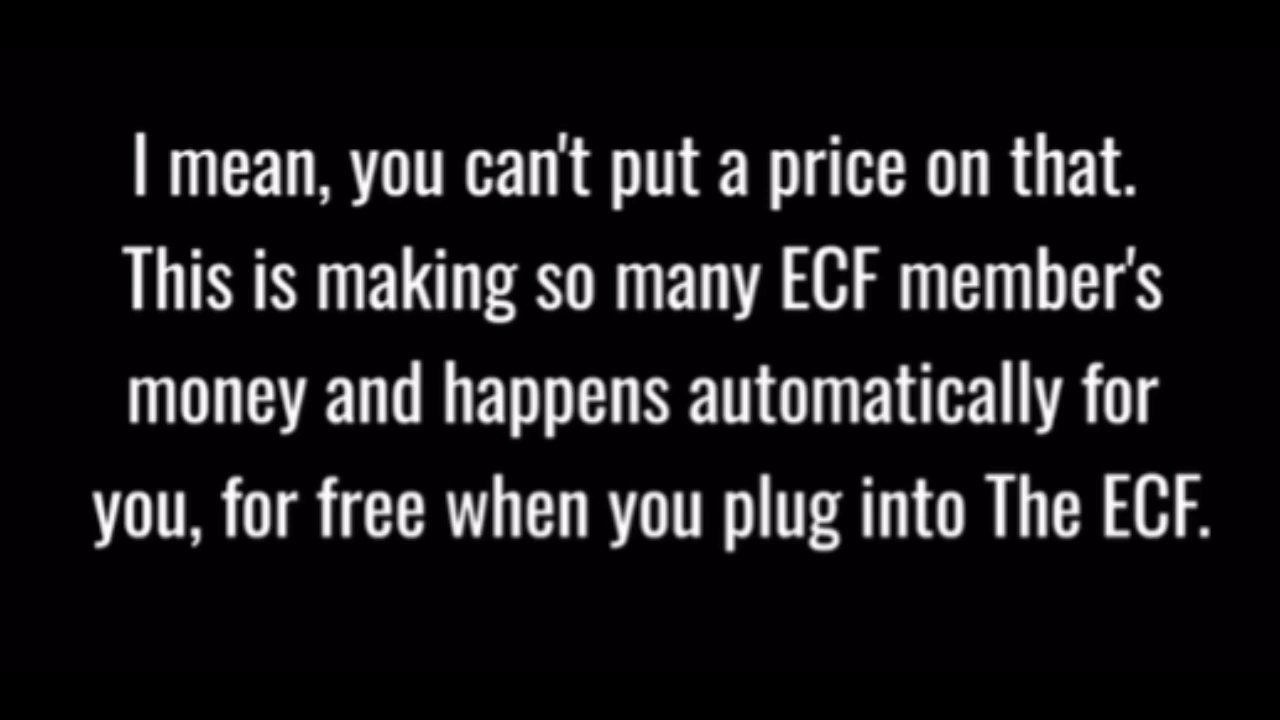 I mean, you can't put a price on that.
This is making so many ECF member's
money and happens automatically for
you, for free when you plug into The ECF.